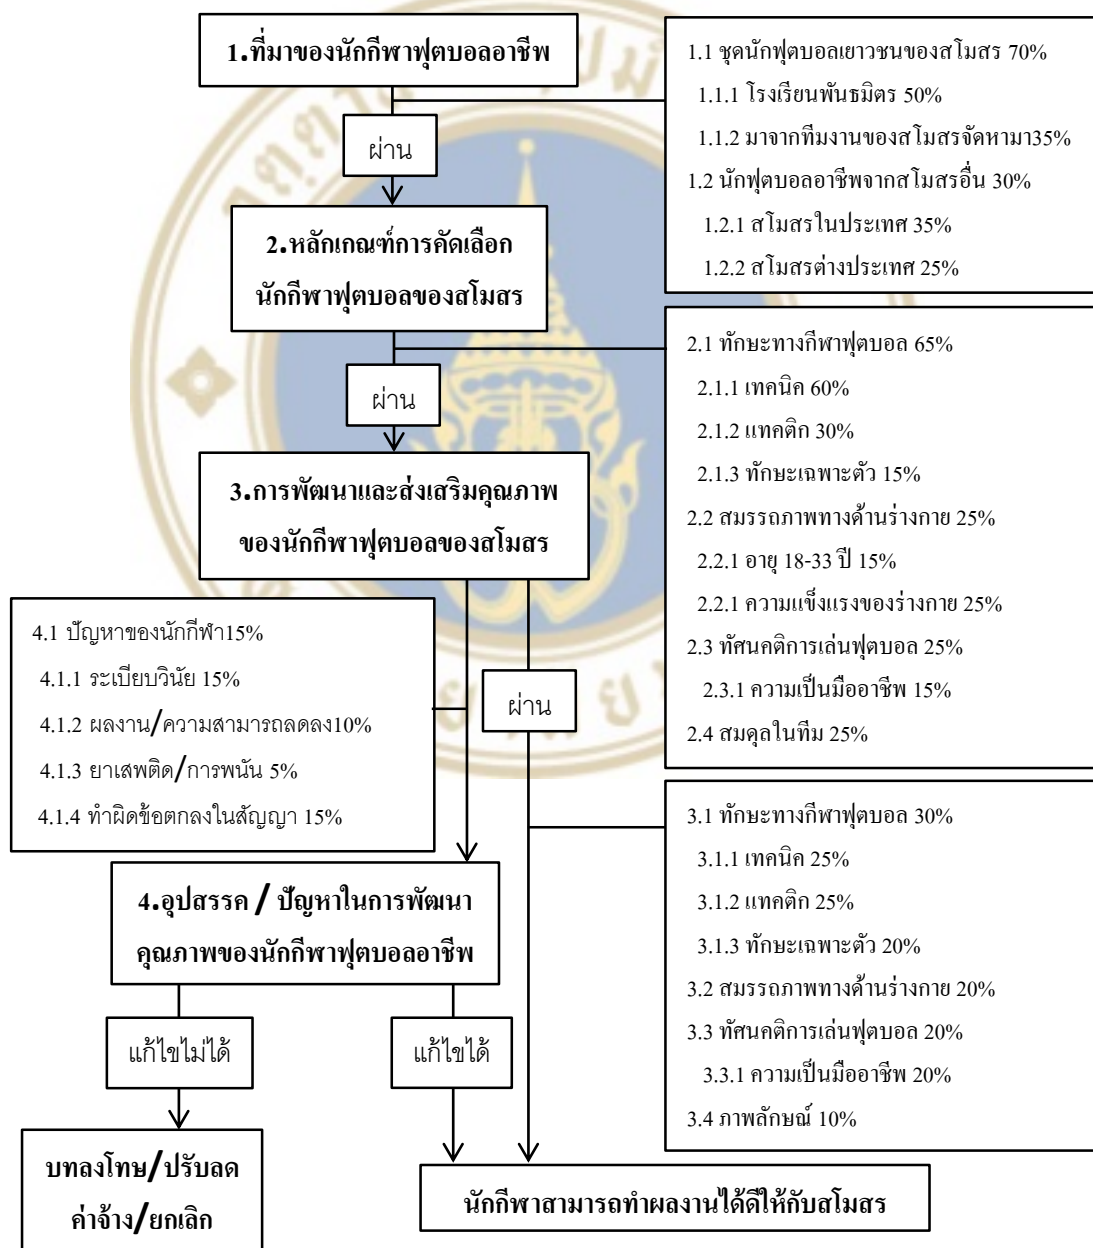 1.ที่มาของนักกีฬาฟุตบอลอาชีพ
1.1 ชุดนักฟุตบอลเยาวชนของสโมสร 70%
1.1.1 โรงเรียนพันธมิตร 50%
1.1.2 มาจากทีมงานของสโมสรจัดหามา35%
1.2 นักฟุตบอลอาชีพจากสโมสรอื่น 30%
1.2.1 สโมสรในประเทศ 35%
1.2.2 สโมสรต่างประเทศ 25%
ผ่าน
2.หลักเกณฑ์การคัดเลือก
นักกีฬาฟุตบอลของสโมสร
2.1 ทักษะทางกีฬาฟุตบอล 65%
2.1.1 เทคนิค 60%
2.1.2 แทคติก 30%
2.1.3 ทักษะเฉพาะตัว 15%
2.2 สมรรถภาพทางด้านร่างกาย 25%
2.2.1 อายุ 18-33 ปี 15%
2.2.1 ความแข็งแรงของร่างกาย 25%
2.3 ทัศนคติการเล่นฟุตบอล 25%
2.3.1 ความเป็นมืออาชีพ 15%
2.4 สมดุลในทีม 25%
ผ่าน
3.การพัฒนาและส่งเสริมคุณภาพ
ของนักกีฬาฟุตบอลของสโมสร
4.1 ปัญหาของนักกีฬา15%
4.1.1 ระเบียบวินัย 15%
4.1.2 ผลงาน/ความสามารถลดลง10%
4.1.3 ยาเสพติด/การพนัน 5%
4.1.4 ทำผิดข้อตกลงในสัญญา 15%
ผ่าน
3.1 ทักษะทางกีฬาฟุตบอล 30%
3.1.1 เทคนิค 25%
3.1.2 แทคติก 25%
3.1.3 ทักษะเฉพาะตัว 20%
3.2 สมรรถภาพทางด้านร่างกาย 20%
3.3 ทัศนคติการเล่นฟุตบอล 20%
3.3.1 ความเป็นมืออาชีพ 20%
3.4 ภาพลักษณ์ 10%
4.อุปสรรค / ปัญหาในการพัฒนา
คุณภาพของนักกีฬาฟุตบอลอาชีพ
แก้ไขไม่ได้
แก้ไขได้
บทลงโทษ/ปรับลด
ค่าจ้าง/ยกเลิก
นักกีฬาสามารถทำผลงานได้ดีให้กับสโมสร